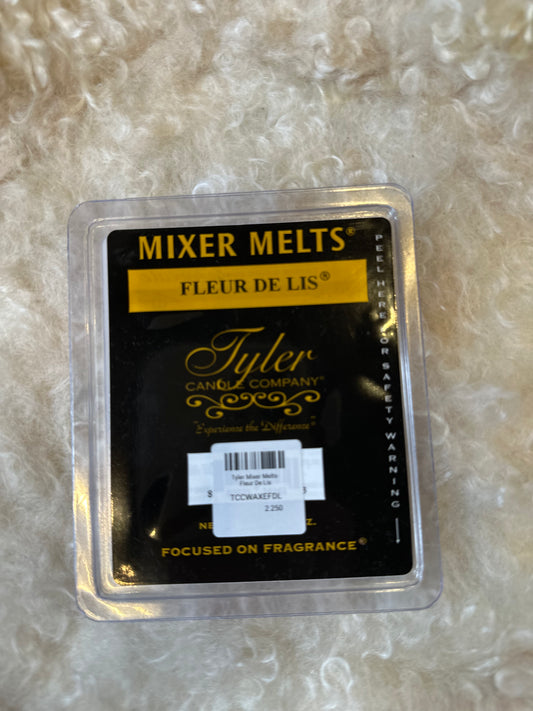 MIXER MELTS®
FLEUR DE LIS®
Tyler
CANDLE COMPANY®
"Experience the Difference"
Tyler Mixer Melts
Fleur De Lis
TCCWAXEFDL
2.250
NE
Z.
FOCUSED ON FRAGRANCE®
PEEL HERE FOR SAFETY WARNING